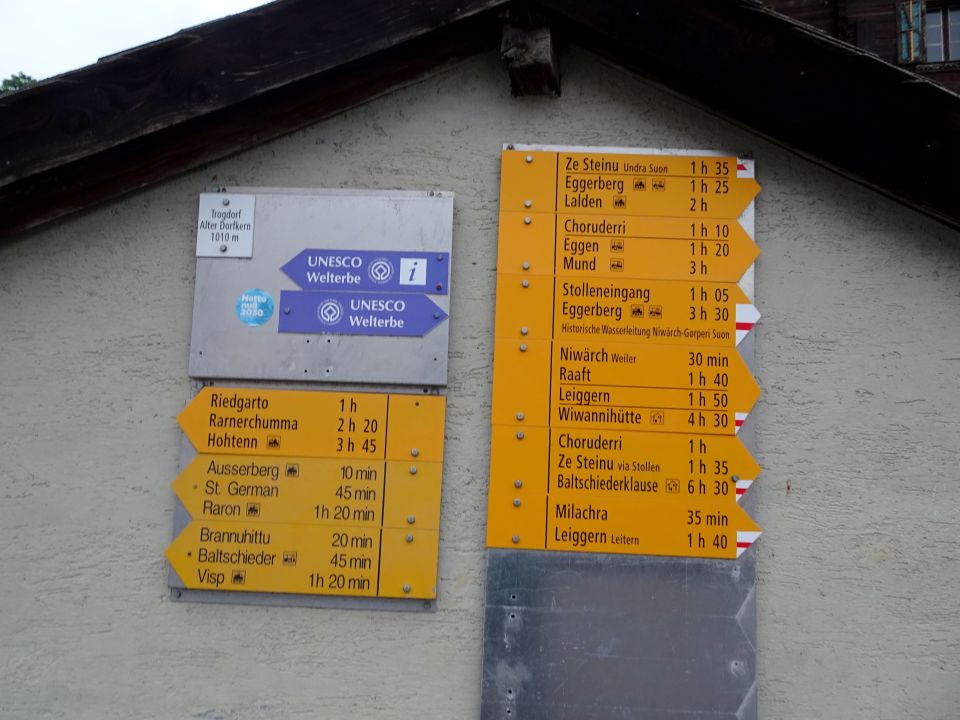 Trogdorf
Alter Dorfkern
1010 m
UNESCO
Welterbe
i
Netto
null
2030
UNESCO
Welterbe
Riedgarto 1 h
Rarnerchumma 2 h 20
Hohtenn 3 h 45
Ausserberg 10 min
St. German 45 min
Raron 1 h 20 min
Brannuhittu 20 min
Baltschieder 45 min
Visp 1 h 20 min
Ze Steinu Undra Suon 1 h 35
Eggerberg 1 h 25
Lalden 2 h
Choruderri 1 h 10
Eggen 1 h 20
Mund 3 h
Stolleneingang 1 h 05
Eggerberg 3 h 30
Historische Wasserleitung Niwärch-Gorperi Suon
Niwärch Weiler 30 min
Raaft 1 h 40
Leiggern 1 h 50
Wiwannihütte 4 h 30
Choruderri 1 h
Ze Steinu via Stollen 1 h 35
Baltschiederklause 6 h 30
Milachra 35 min
Leiggern Leitern 1 h 40